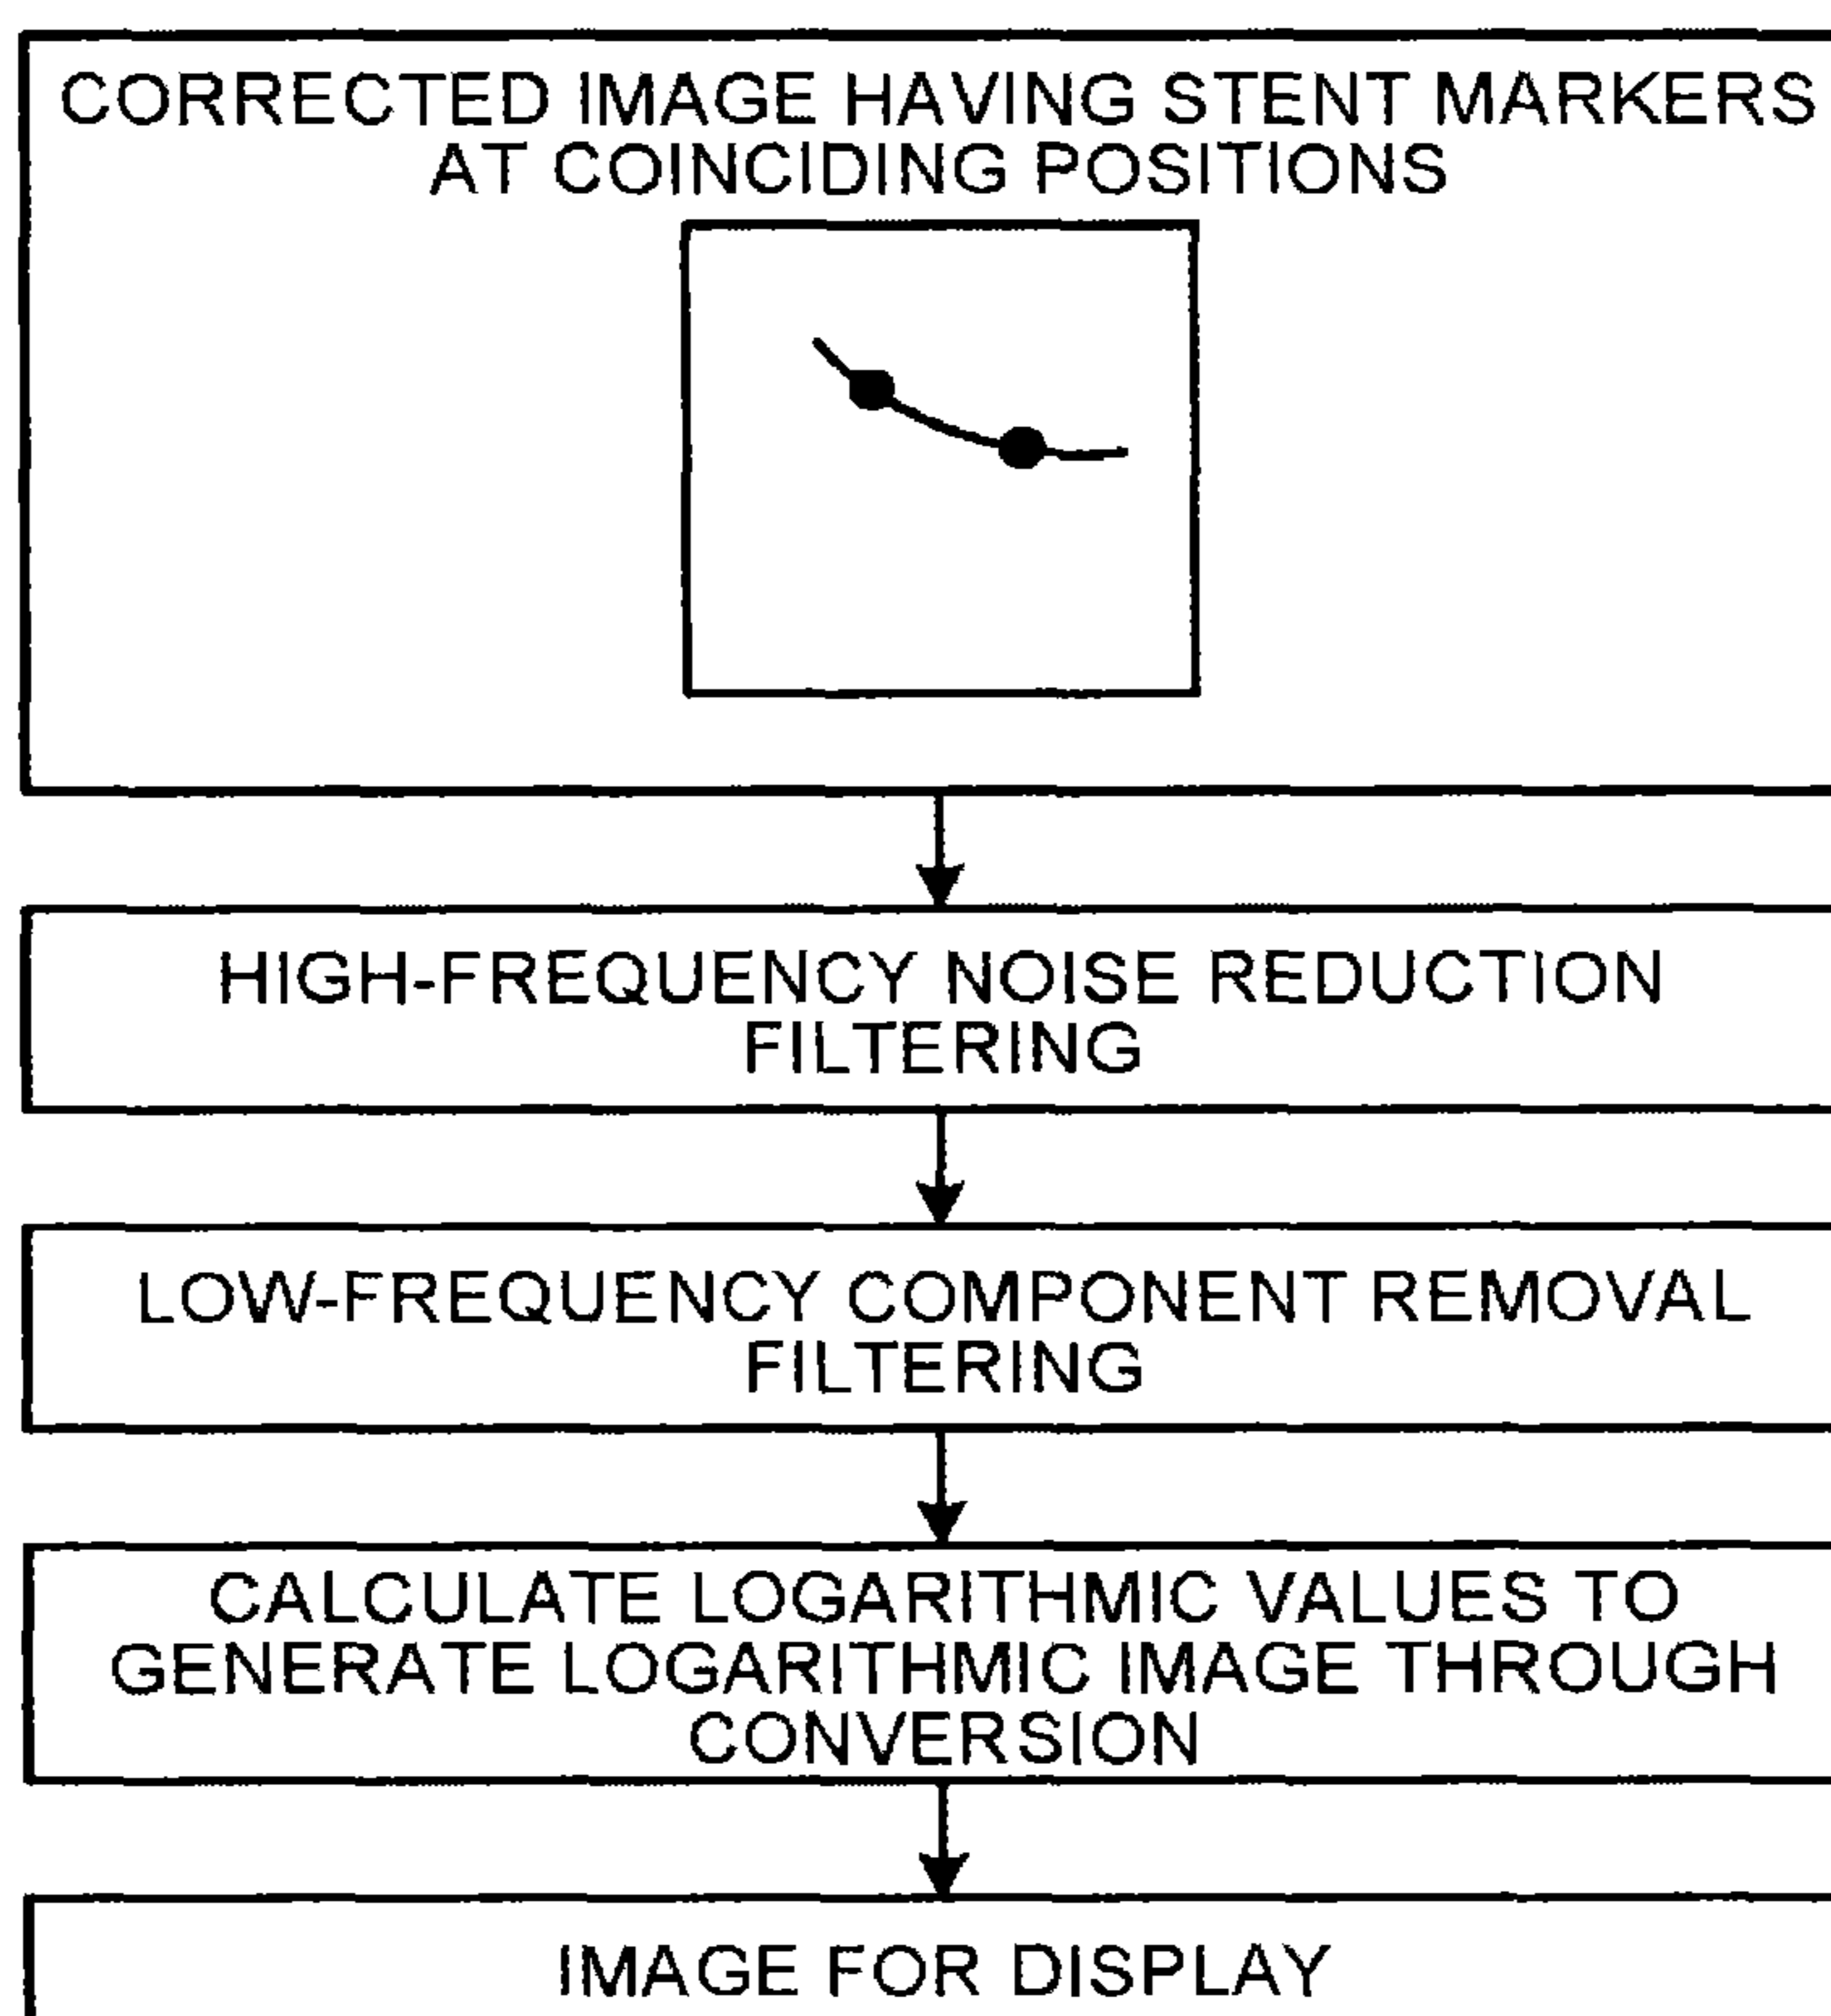 CORRECTED IMAGE HAVING STENT MARKERS
AT COINCIDING POSITIONS
HIGH-FREQUENCY NOISE REDUCTION
FILTERING
LOW-FREQUENCY COMPONENT REMOVAL
FILTERING
CALCULATE LOGARITHMIC VALUES TO
GENERATE LOGARITHMIC IMAGE THROUGH
CONVERSION
IMAGE FOR DISPLAY